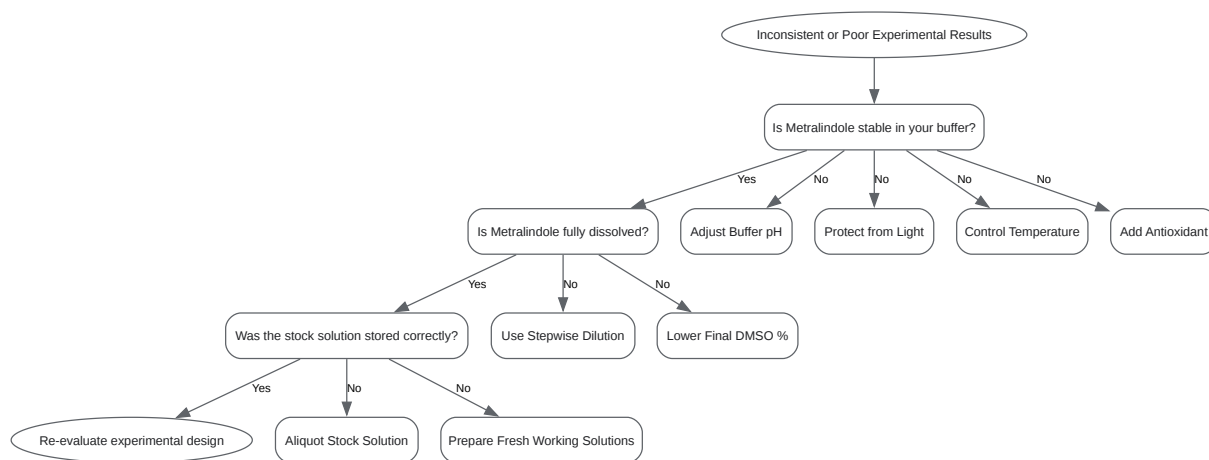 Inconsistent or Poor Experimental Results
Is Metralindole stable in your buffer?
Yes
No
No
No
No
Is Metralindole fully dissolved?
Adjust Buffer pH
Protect from Light
Control Temperature
Add Antioxidant
Yes
No
No
Was the stock solution stored correctly?
Use Stepwise Dilution
Lower Final DMSO %
Yes
No
No
Re-evaluate experimental design
Aliquot Stock Solution
Prepare Fresh Working Solutions